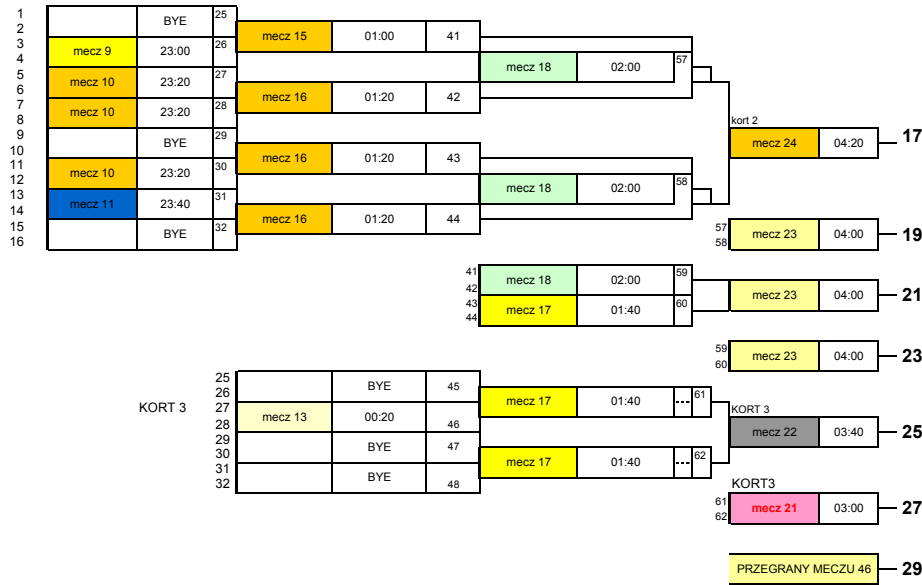 1 BYE 25
2 mecz 15 01:00 41
3 mecz 9 23:00 26
4 mecz 18 02:00 57
5 mecz 10 23:20 27
6 mecz 16 01:20 42
7 mecz 10 23:20 28
8
kort 2
9 BYE 29
mecz 24 04:20 17
10 mecz 16 01:20 43
11 mecz 10 23:20 30
12 mecz 18 02:00 58
13 mecz 11 23:40 31
14 mecz 16 01:20 44
15 BYE 32
16
57 mecz 23 04:00 19
58
41 mecz 18 02:00 59
42
mecz 23 04:00 21
43 mecz 17 01:40 60
44
59 mecz 23 04:00 23
60
25 BYE 45
26 mecz 17 01:40 --- 61
KORT 3
27 mecz 13 00:20 46
28
KORT 3
mecz 22 03:40 25
29 BYE 47
30 mecz 17 01:40 --- 62
31 BYE 48
32
KORT3
61 mecz 21 03:00 27
62
PRZEGRANY MECZU 46 29